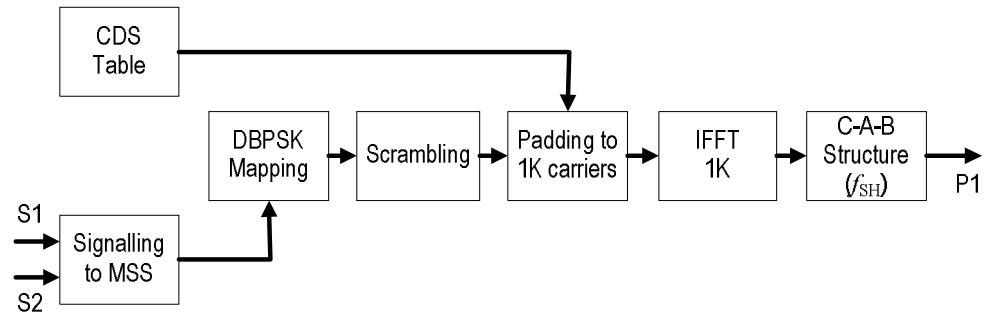 CDS
Table
DBPSK
Mapping
Scrambling
Padding to
1K carriers
IFFT
1K
C-A-B
Structure
(fSH)
P1
S1
Signalling
to MSS
S2